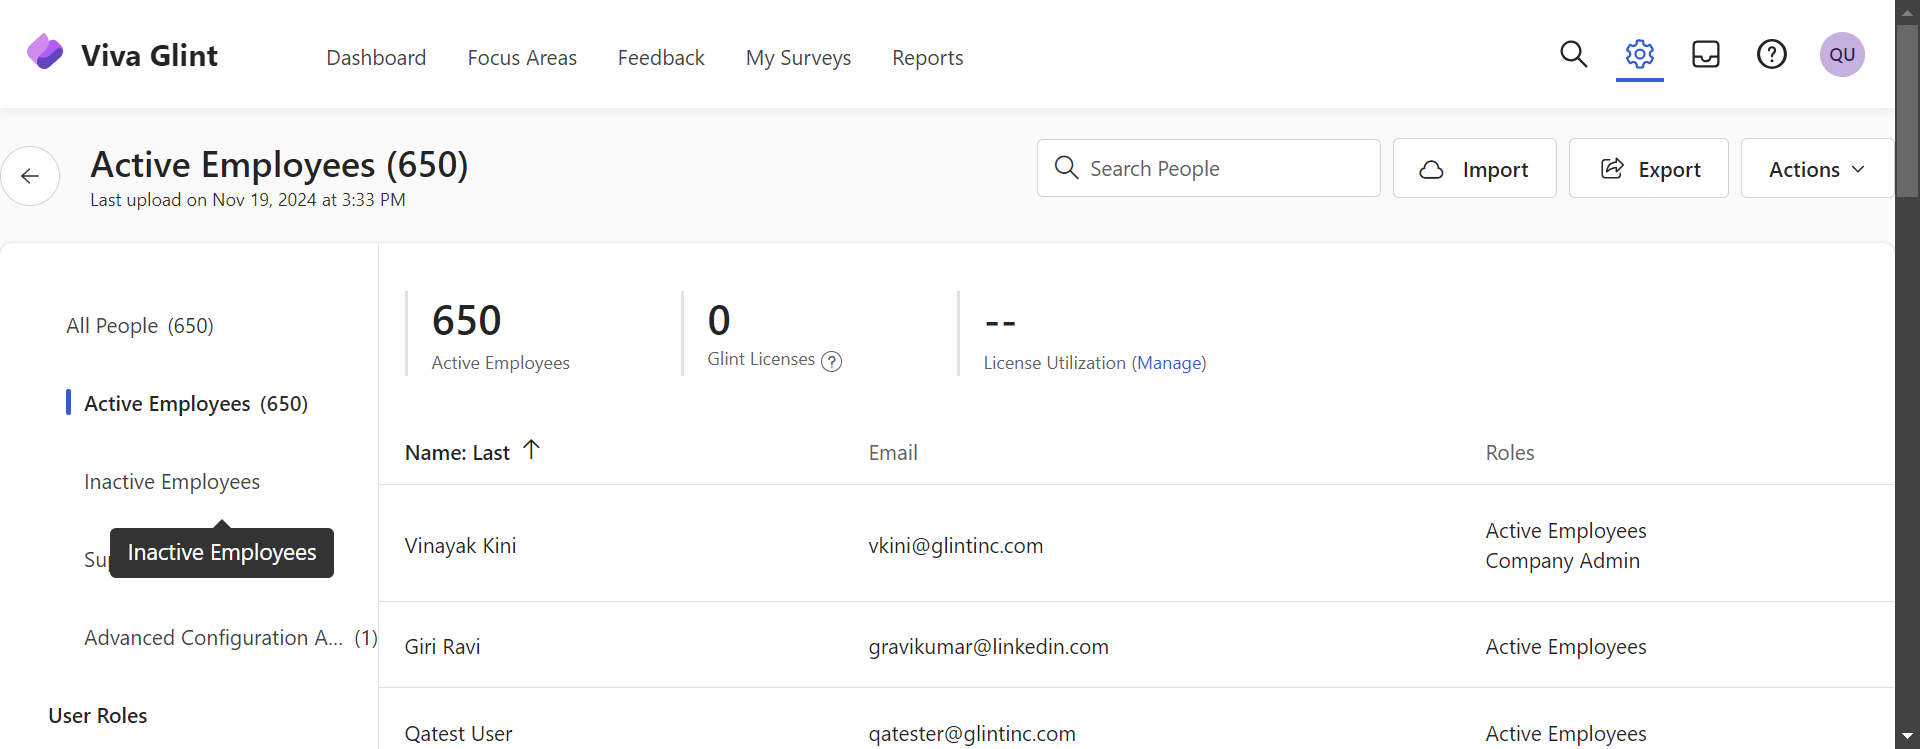 Viva Glint
Dashboard
Focus Areas
Feedback
My Surveys
Reports
QU
Active Employees (650)
Last upload on Nov 19, 2024 at 3:33 PM
Search People
Import
Export
Actions
All People (650)
Active Employees (650)
Inactive Employees
Inactive Employees
Advanced Configuration A... (1)
User Roles
650
Active Employees
0
Glint Licenses ?
--
License Utilization (Manage)
Name: Last ↑
Email
Roles
Vinayak Kini
vkini@glintinc.com
Active Employees
Company Admin
Giri Ravi
gravikumar@linkedin.com
Active Employees
Qatest User
qatester@glintinc.com
Active Employees